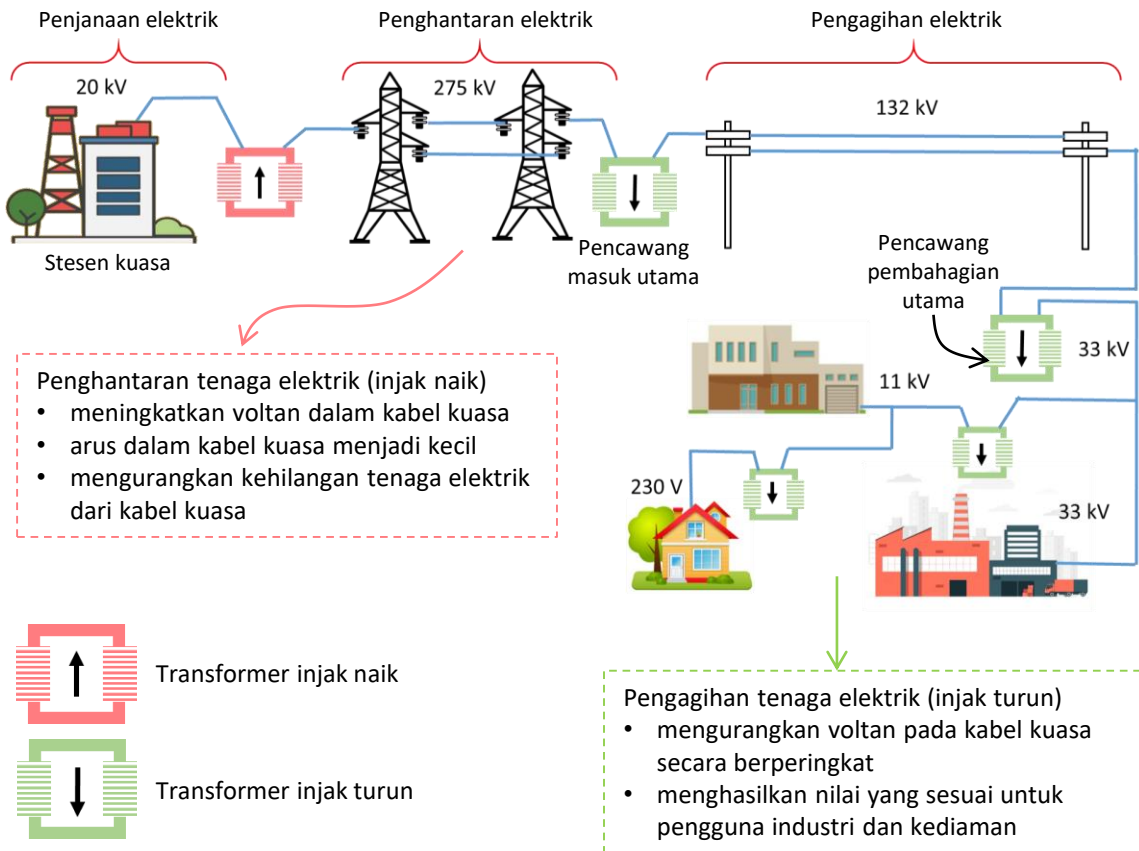 Penjanaan elektrik
Penghantaran elektrik
Pengagihan elektrik
20 kV
275 kV
132 kV
Stesen kuasa
Pencawang
masuk utama
Pencawang
pembahagian
utama
33 kV
11 kV
230 V
33 kV
Penghantaran tenaga elektrik (injak naik)
• meningkatkan voltan dalam kabel kuasa
• arus dalam kabel kuasa menjadi kecil
• mengurangkan kehilangan tenaga elektrik
dari kabel kuasa
Transformer injak naik
Transformer injak turun
Pengagihan tenaga elektrik (injak turun)
• mengurangkan voltan pada kabel kuasa
secara berperingkat
• menghasilkan nilai yang sesuai untuk
pengguna industri dan kediaman